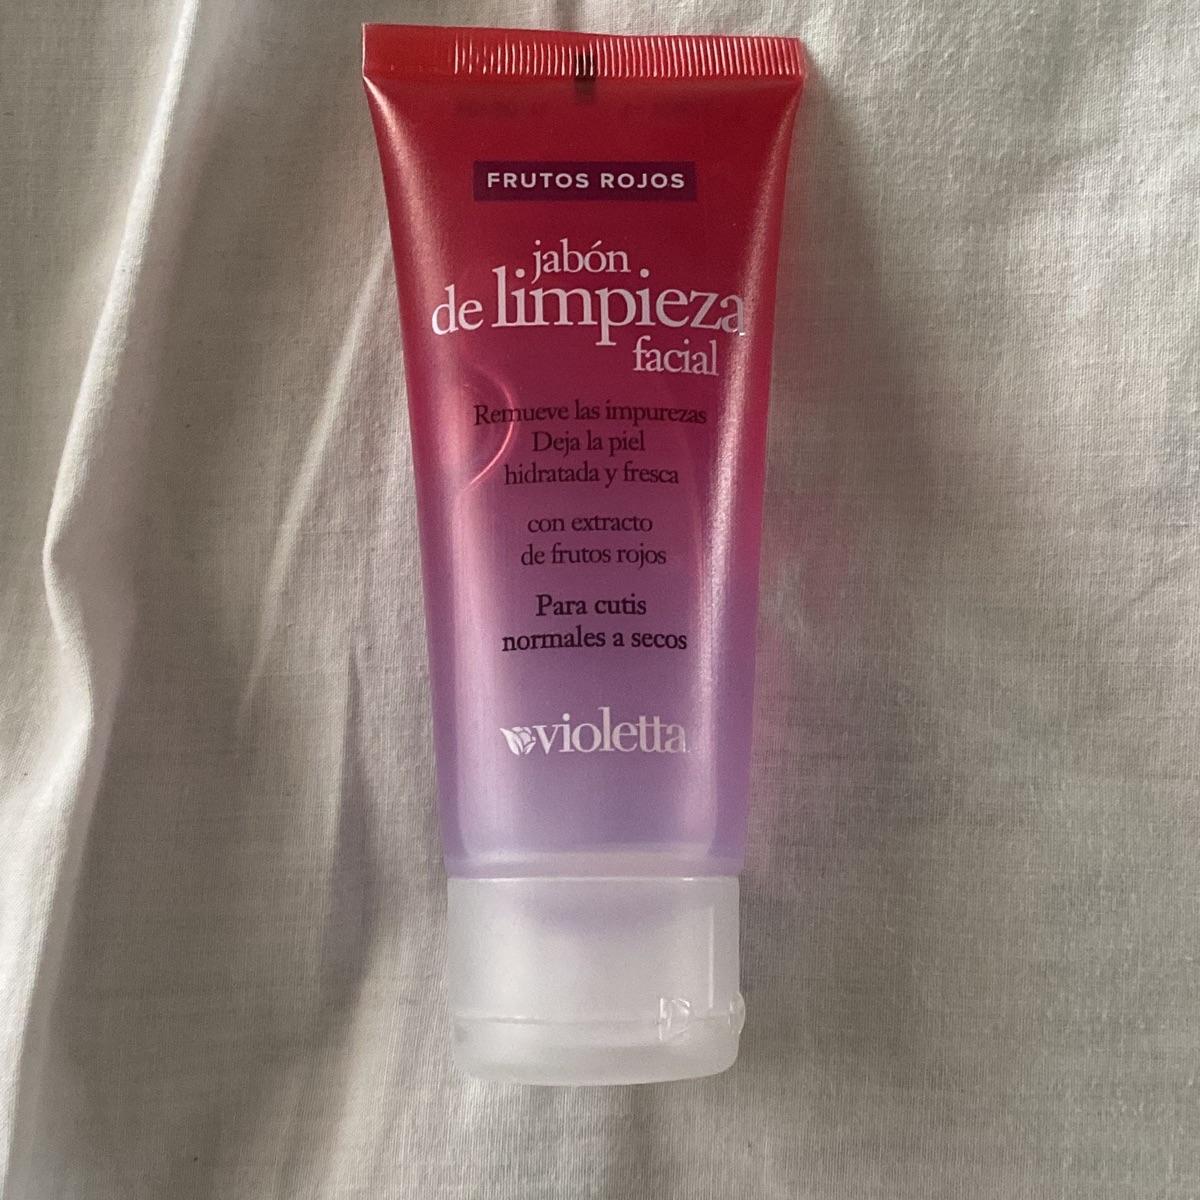 FRUTOS ROJOS
jabón
de limpieza
facial
Remueve las impurezas
Deja la piel
hidratada y fresca
con extracto
de frutos rojos
Para cutis
normales a secos
violetta